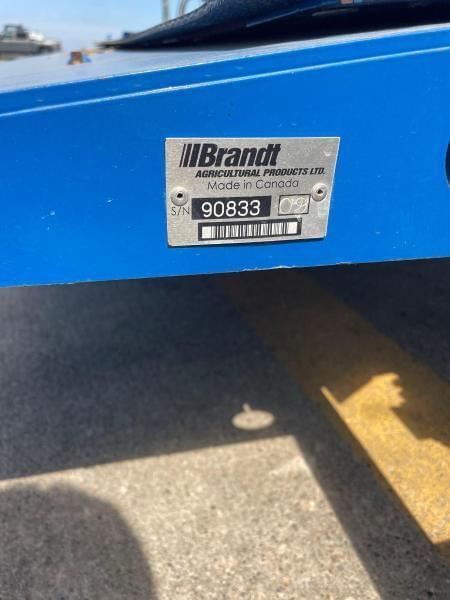 Brandt
AGRICULTURAL PRODUCTS LTD.
Made in Canada
S/N 90833